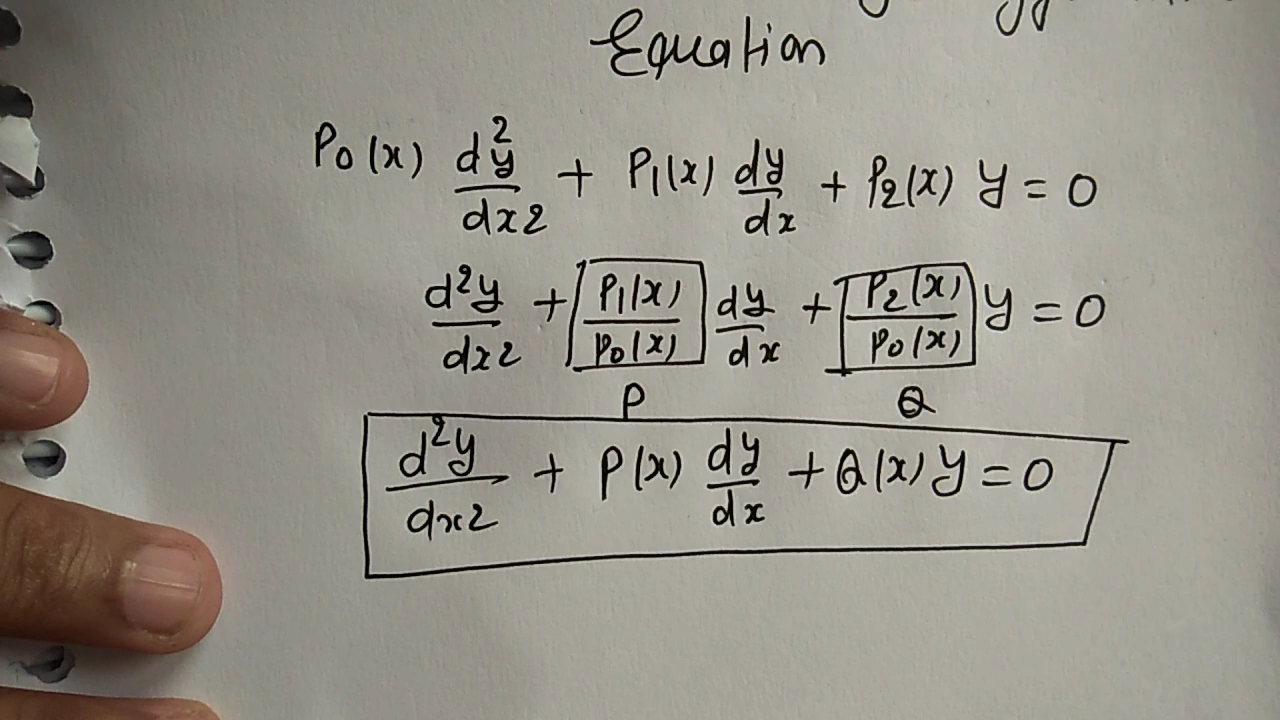 Equation
P₀(x) d²y/dx² + P₁(x) dy/dx + P₂(x) y = 0
d²y/dx² + P₁(x)/P₀(x) dy/dx + P₂(x)/P₀(x) y = 0
P Q
d²y/dx² + P(x) dy/dx + Q(x) y = 0